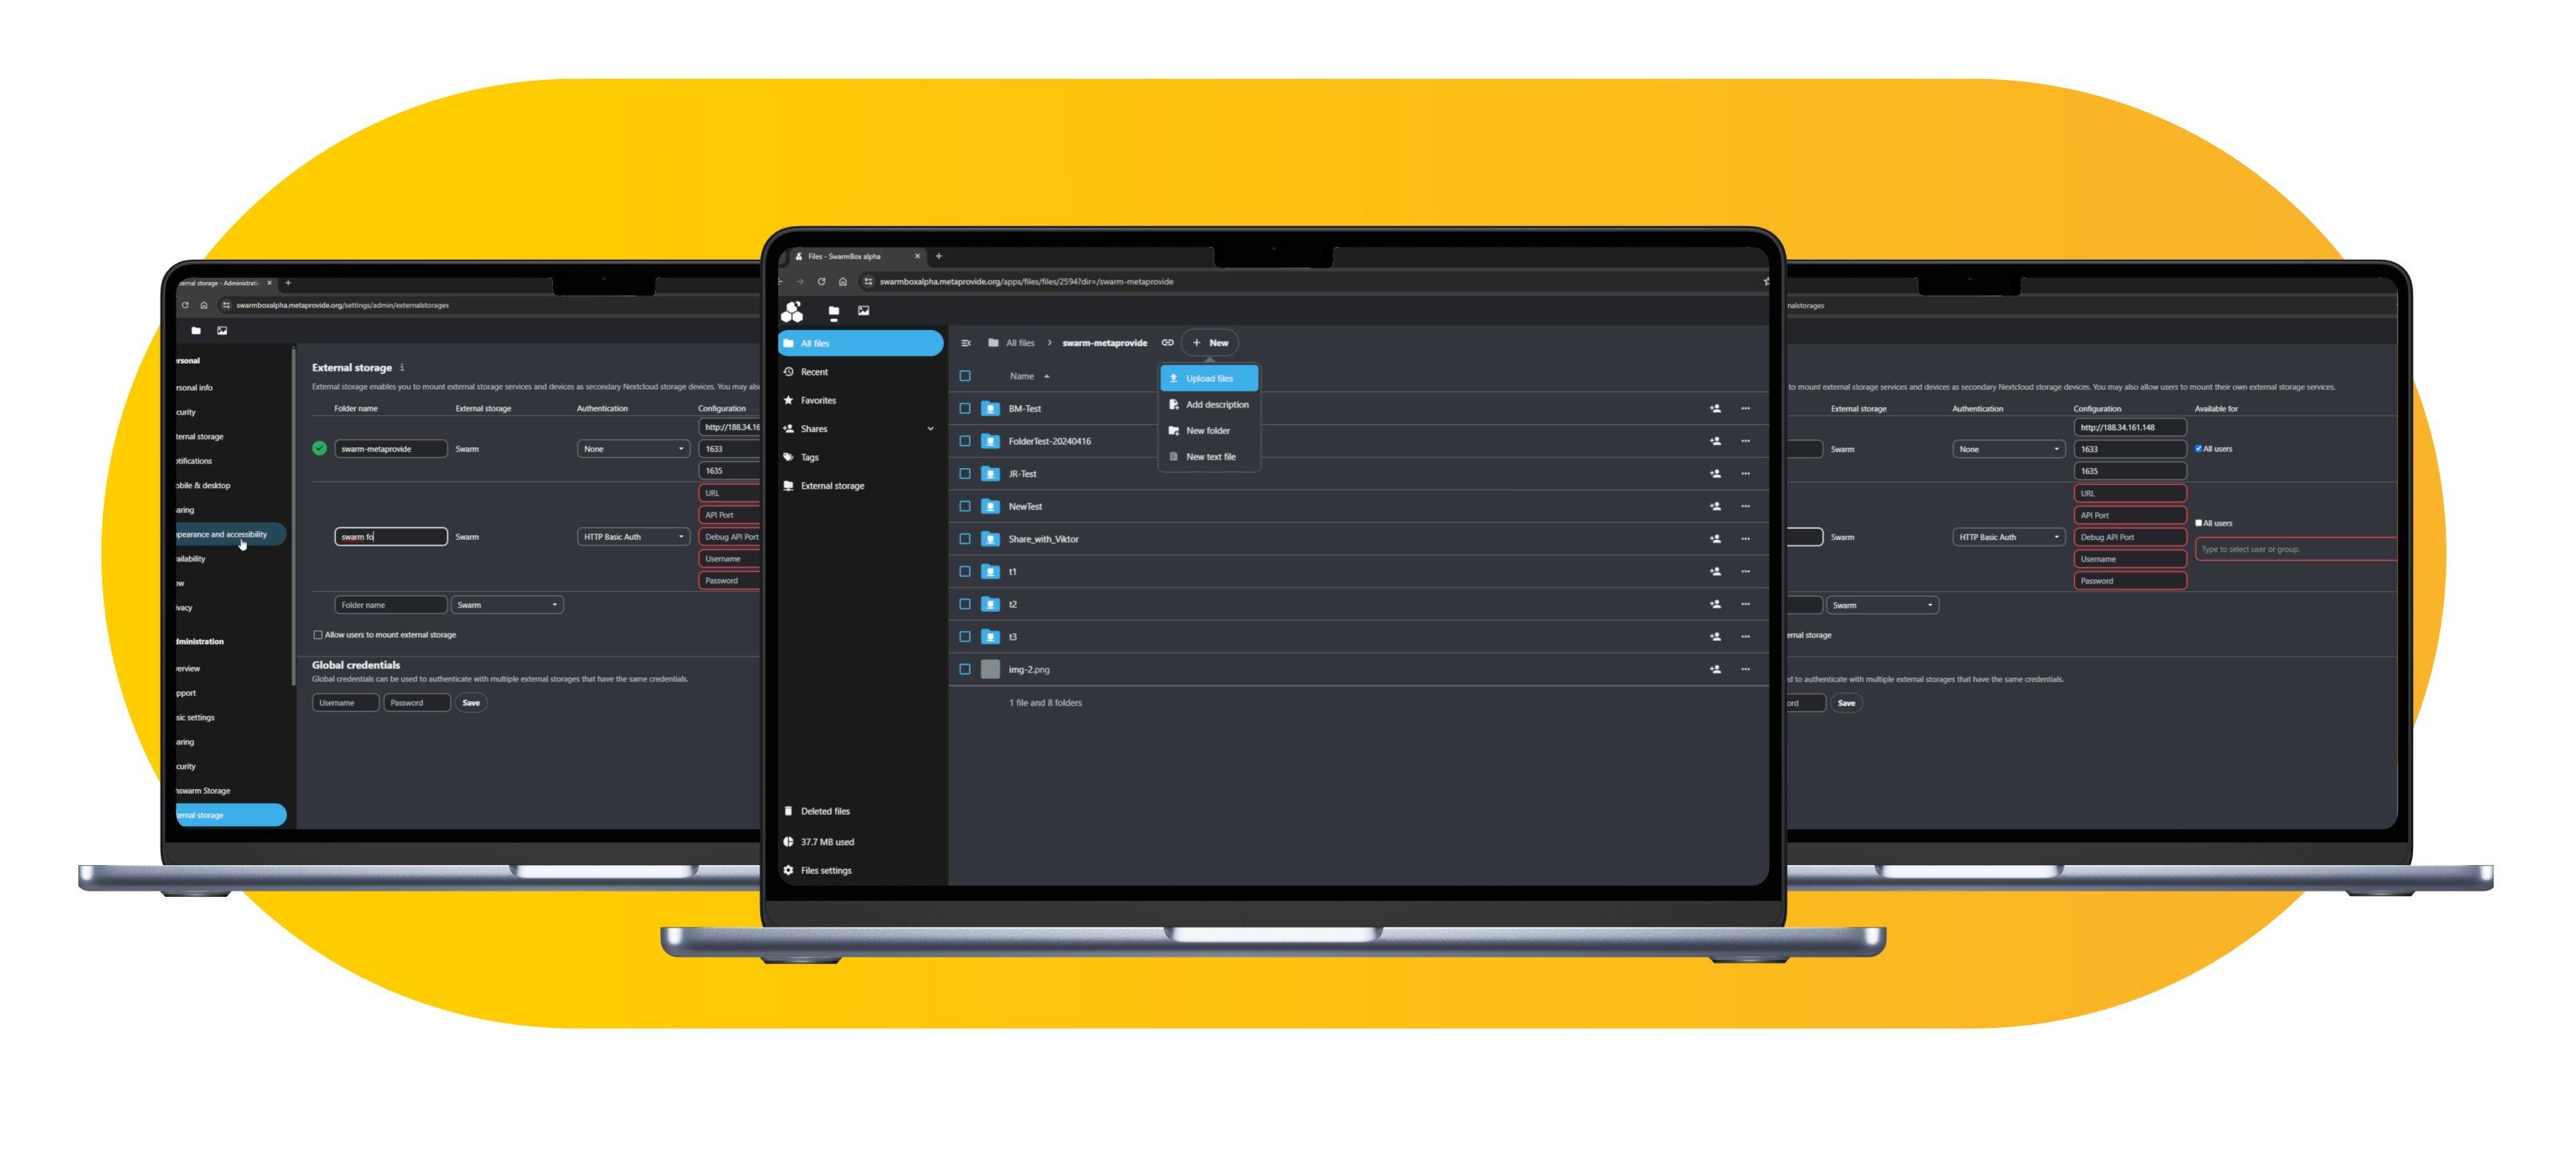 ernal storage - Administratio
swarmboxalpha.metaprovide.org/settings/admin/externalstorages
ersonal
rsonal info
curity
ternal storage
otifications
obile & desktop
aring
ppearance and accessibility
ailability
ow
ivacy
dministration
verview
pport
sic settings
aring
curity
hswarm Storage
ternal storage
External storage
External storage enables you to mount external storage services and devices as secondary Nextcloud storage devices. You may als
Folder name External storage Authentication Configuration
http://188.34.16
swarm-metaprovide Swarm None 1633
1635
URL
API Port
swarm fo Swarm HTTP Basic Auth Debug API Port
Username
Password
Folder name Swarm
Allow users to mount external storage
Global credentials
Global credentials can be used to authenticate with multiple external storages that have the same credentials.
Username Password Save
Files - SwarmBox alpha
swarmboxalpha.metaprovide.org/apps/files/files/2594?dir=/swarm-metaprovide
All files
Recent
Favorites
Shares
Tags
External storage
Deleted files
37.7 MB used
Files settings
All files > swarm-metaprovide + New
Name
Upload files
Add description
New folder
New text file
BM-Test
FolderTest-20240416
JR-Test
NewTest
Share_with_Viktor
t1
t2
t3
img-2.png
1 file and 8 folders
nalstorages
to mount external storage services and devices as secondary Nextcloud storage devices. You may also allow users to mount their own external storage services.
External storage Authentication Configuration Available for
http://188.34.161.148
Swarm None 1633 All users
1635
URL
API Port
All users
Swarm HTTP Basic Auth Debug API Port
Type to select user or group.
Username
Password
Swarm
ernal storage
d to authenticate with multiple external storages that have the same credentials.
ord Save